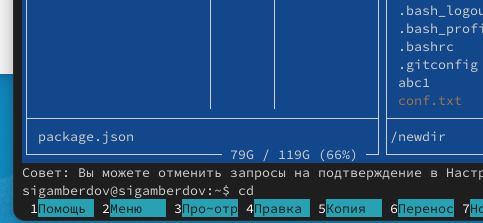 .bash_logou
.bash_profi
.bashrc
.gitconfig
abc1
conf.txt
package.json
/newdir
79G / 119G (66%)
Совет: Вы можете отменить запросы на подтверждение в Настр
sigamberdov@sigamberdov:~$ cd
1Помощь 2Меню 3Про~отр 4Правка 5Копия 6Перенос 7Но